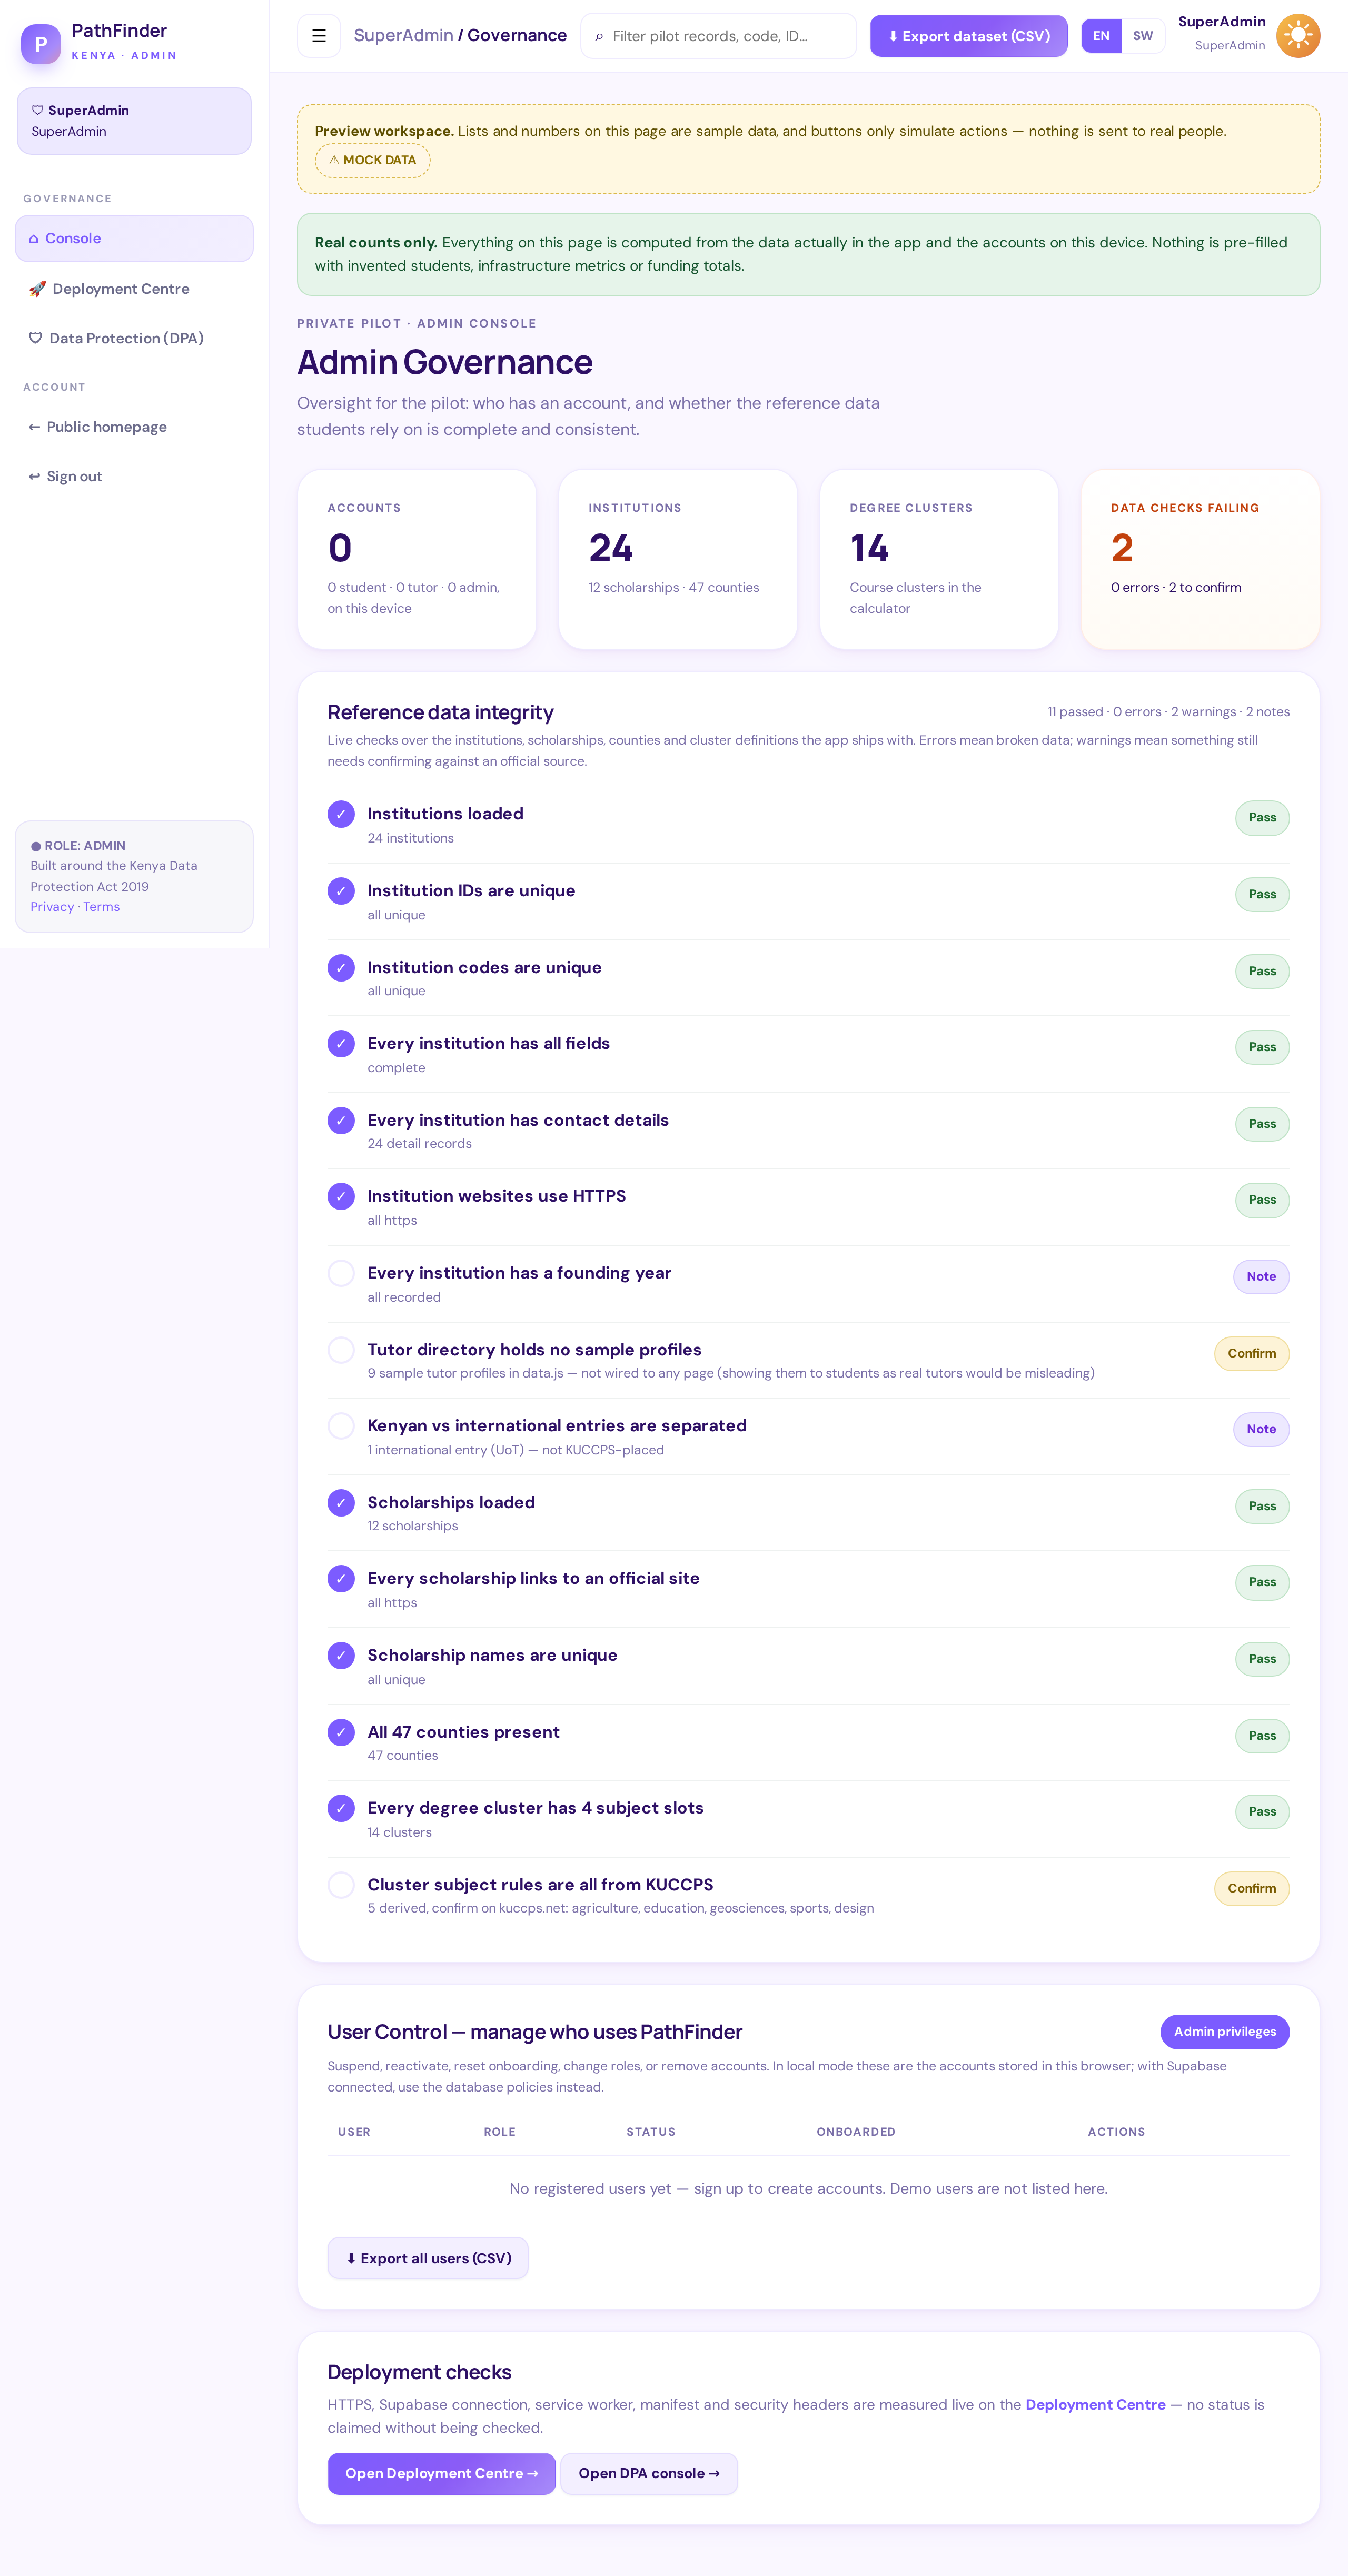 P
PathFinder
KENYA · ADMIN
🛡 SuperAdmin
SuperAdmin
GOVERNANCE
⌂ Console
🚀 Deployment Centre
🛡 Data Protection (DPA)
ACCOUNT
← Public homepage
↩ Sign out
● ROLE: ADMIN
Built around the Kenya Data
Protection Act 2019
Privacy · Terms
☰
SuperAdmin / Governance
⌕ Filter pilot records, code, ID...
⬇ Export dataset (CSV)
EN SW
SuperAdmin
SuperAdmin
Preview workspace. Lists and numbers on this page are sample data, and buttons only simulate actions — nothing is sent to real people.
⚠ MOCK DATA
Real counts only. Everything on this page is computed from the data actually in the app and the accounts on this device. Nothing is pre-filled
with invented students, infrastructure metrics or funding totals.
PRIVATE PILOT · ADMIN CONSOLE
Admin Governance
Oversight for the pilot: who has an account, and whether the reference data
students rely on is complete and consistent.
ACCOUNTS
0
0 student · 0 tutor · 0 admin,
on this device
INSTITUTIONS
24
12 scholarships · 47 counties
DEGREE CLUSTERS
14
Course clusters in the
calculator
DATA CHECKS FAILING
2
0 errors · 2 to confirm
Reference data integrity
11 passed · 0 errors · 2 warnings · 2 notes
Live checks over the institutions, scholarships, counties and cluster definitions the app ships with. Errors mean broken data; warnings mean something still
needs confirming against an official source.
✓ Institutions loaded
24 institutions
Pass
✓ Institution IDs are unique
all unique
Pass
✓ Institution codes are unique
all unique
Pass
✓ Every institution has all fields
complete
Pass
✓ Every institution has contact details
24 detail records
Pass
✓ Institution websites use HTTPS
all https
Pass
Every institution has a founding year
all recorded
Note
Tutor directory holds no sample profiles
9 sample tutor profiles in data.js — not wired to any page (showing them to students as real tutors would be misleading)
Confirm
Kenyan vs international entries are separated
1 international entry (UoT) — not KUCCPS-placed
Note
✓ Scholarships loaded
12 scholarships
Pass
✓ Every scholarship links to an official site
all https
Pass
✓ Scholarship names are unique
all unique
Pass
✓ All 47 counties present
47 counties
Pass
✓ Every degree cluster has 4 subject slots
14 clusters
Pass
Cluster subject rules are all from KUCCPS
5 derived, confirm on kuccps.net: agriculture, education, geosciences, sports, design
Confirm
User Control — manage who uses PathFinder
Admin privileges
Suspend, reactivate, reset onboarding, change roles, or remove accounts. In local mode these are the accounts stored in this browser; with Supabase
connected, use the database policies instead.
USER ROLE STATUS ONBOARDED ACTIONS
No registered users yet — sign up to create accounts. Demo users are not listed here.
⬇ Export all users (CSV)
Deployment checks
HTTPS, Supabase connection, service worker, manifest and security headers are measured live on the Deployment Centre — no status is
claimed without being checked.
Open Deployment Centre →
Open DPA console →